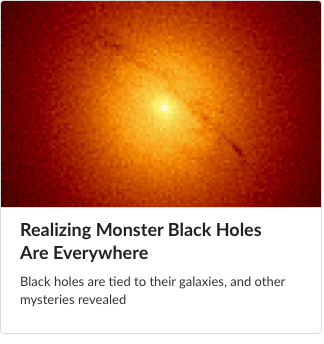 Realizing Monster Black Holes
Are Everywhere
Black holes are tied to their galaxies, and other
mysteries revealed